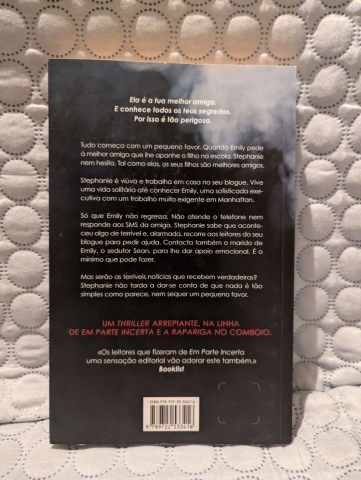 Ela é a tua melhor amiga.
E conhece todos os teus segredos.
Por isso é tão perigosa.
Tudo começa com um pequeno favor. Quando Emily pede
à melhor amiga que lhe apanhe o filho na escola, Stephanie
nem hesita. Tal como elas, os seus filhos são melhores amigos.
Stephanie é viúva e trabalha em casa no seu blogue. Vive
uma vida solitária até conhecer Emily, uma sofisticada exe-
cutiva com um trabalho muito exigente em Manhattan.
Só que Emily não regressa. Não atende o telefone nem
responde aos SMS da amiga. Stephanie sabe que aconte-
ceu algo de terrível e, alarmada, recorre aos leitores do seu
blogue para pedir ajuda. Contacta também o marido de
Emily, o sedutor Sean, para lhe dar apoio emocional. É o
mínimo que pode fazer.
Mas serão as terríveis notícias que recebem verdadeiras?
Stephanie não tarda a dar-se conta de que nada é tão
simples como parece, nem sequer um pequeno favor.
UM THRILLER ARREPIANTE, NA LINHA
DE EM PARTE INCERTA E A RAPARIGA NO COMBOIO.
«Os leitores que fizeram de Em Parte Incerta
uma sensação editorial vão adorar este também.»
Booklist
9 789722 533416